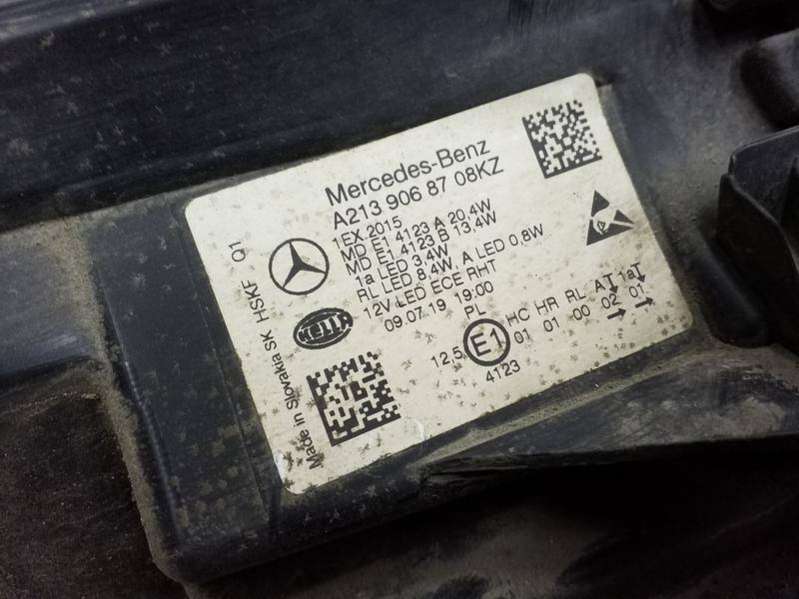 Mercedes-Benz
A213 906 87 08KZ
1EX 2015
MD E1 4123 A 20,4W
MD E1 4123 B 13,4W
1a LED 3,4W
RL LED 8,4W A LED 0,8W
12V LED ECE RHT
09.07.19 19:00
PL
HC HR RL AT 1aT
12,5 E1 01 01 00 02 01
4123
Made in Slovakia SK HSKF - Q1